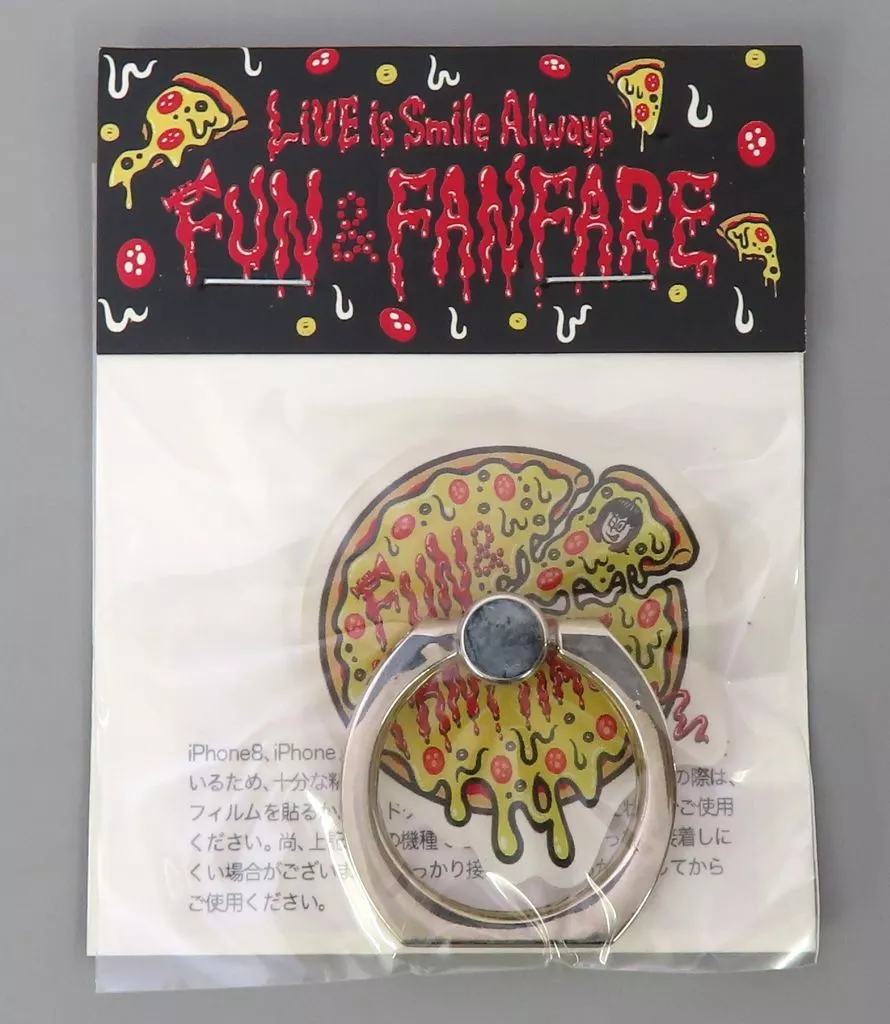 LiVE is Smile Always
FUN & FANFARE
FUN &
iPhone8、iPhone
いるため、十分な の際は、
フィルムを貼るか、 ご使用
ください。尚、上記 の機種 着しに
くい場合がござい っかり接 してから
ご使用ください。